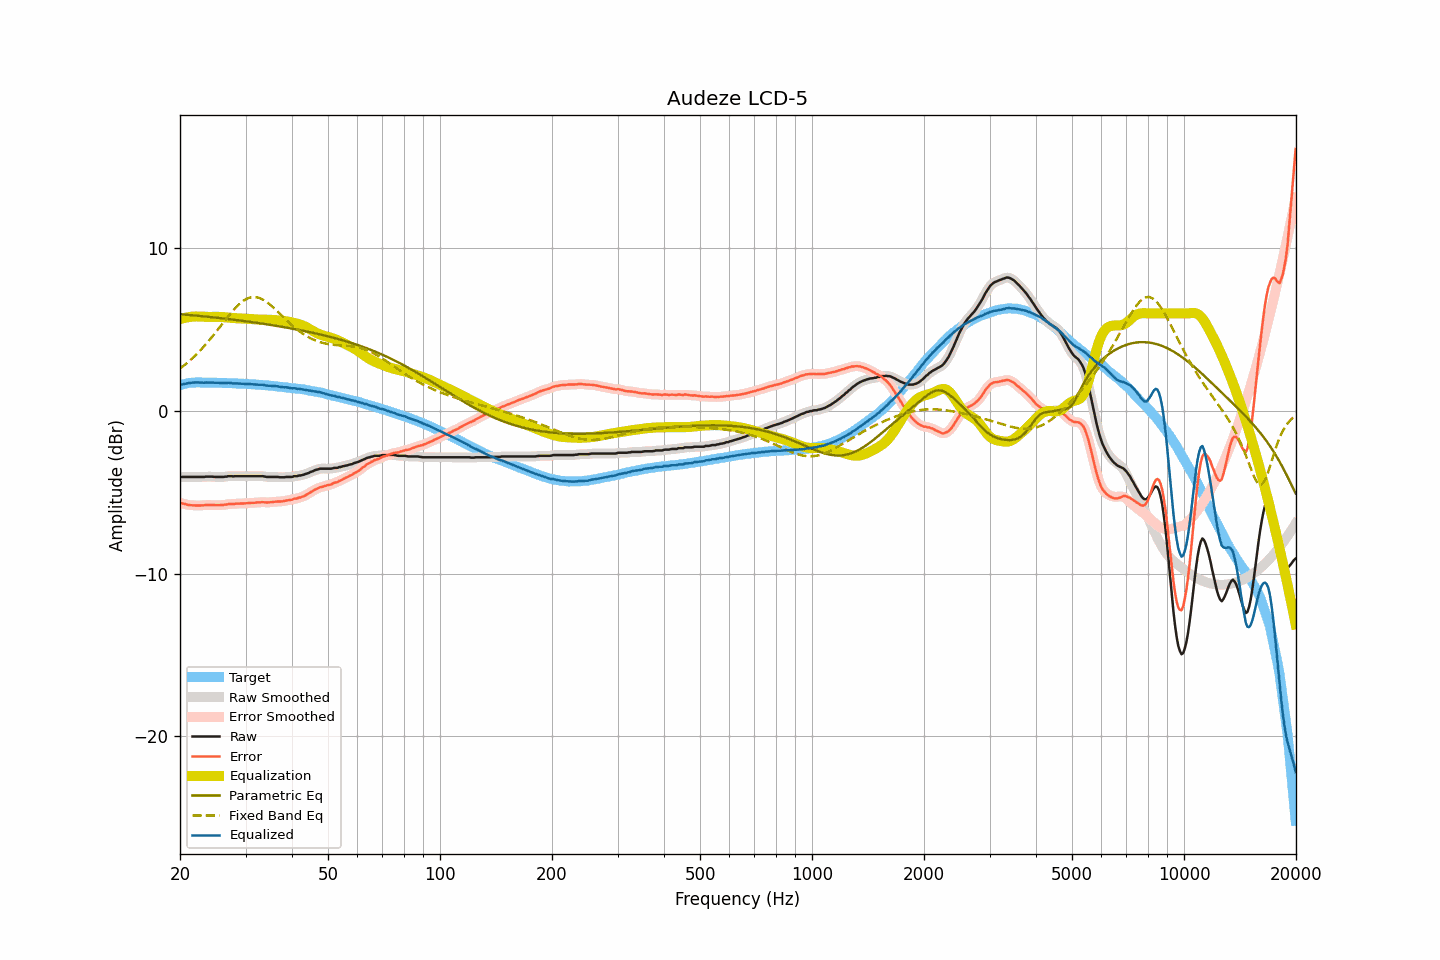 Audeze LCD-5
Amplitude (dBr)
10
0
−10
−20
Target
Raw Smoothed
Error Smoothed
Raw
Error
Equalization
Parametric Eq
Fixed Band Eq
Equalized
20 50 100 200 500 1000 2000 5000 10000 20000
Frequency (Hz)